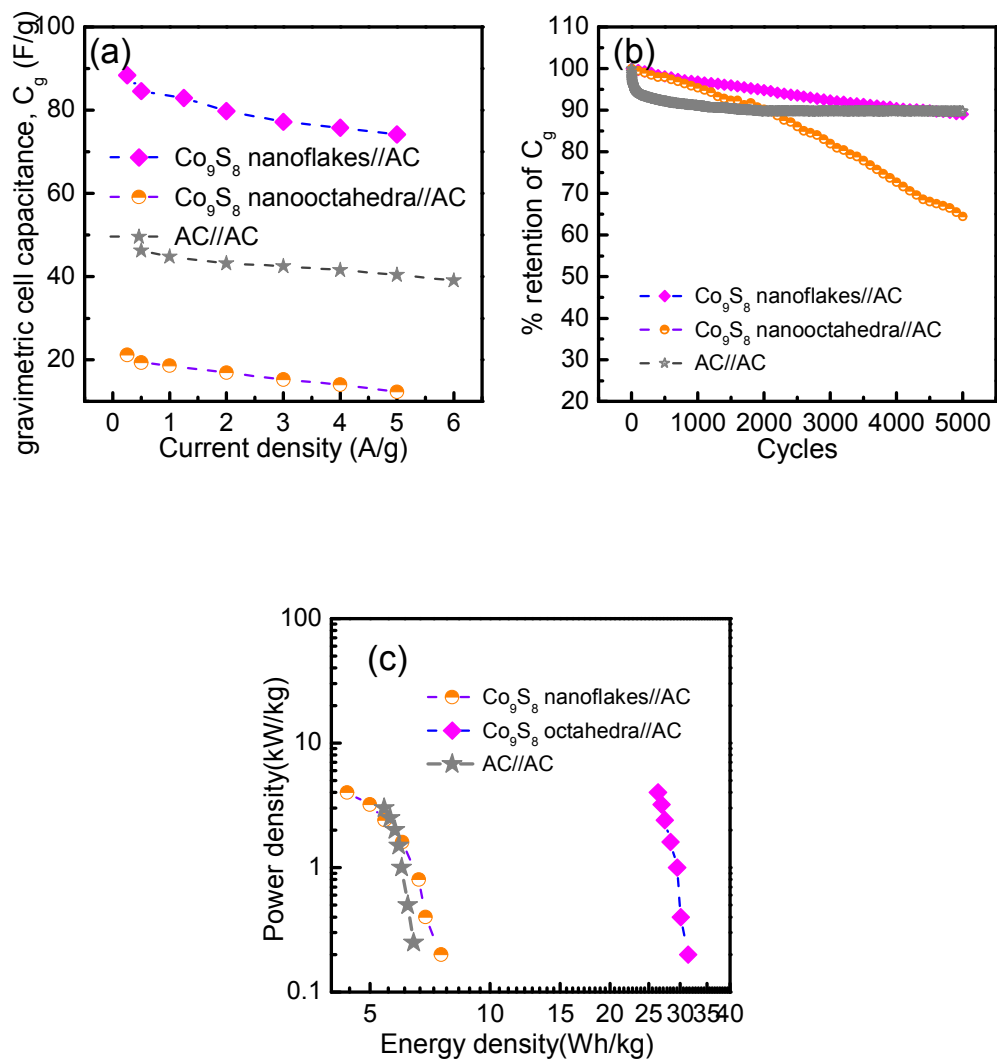 (a)
gravimetric cell capacitance, C_g (F/g)
100
80
60
40
20
Co₉S₈ nanoflakes//AC
Co₉S₈ nanooctahedra//AC
AC//AC
0 1 2 3 4 5 6
Current density (A/g)
(b)
% retention of C_g
110
100
90
80
70
60
50
40
90
30
20
Co₉S₈ nanoflakes//AC
Co₉S₈ nanooctahedra//AC
AC//AC
0 1000 2000 3000 4000 5000
Cycles
(c)
Power density(kW/kg)
100
10
1
0.1
Co₉S₈ nanoflakes//AC
Co₉S₈ octahedra//AC
AC//AC
5 10 15 20 25 30 35 40
Energy density(Wh/kg)